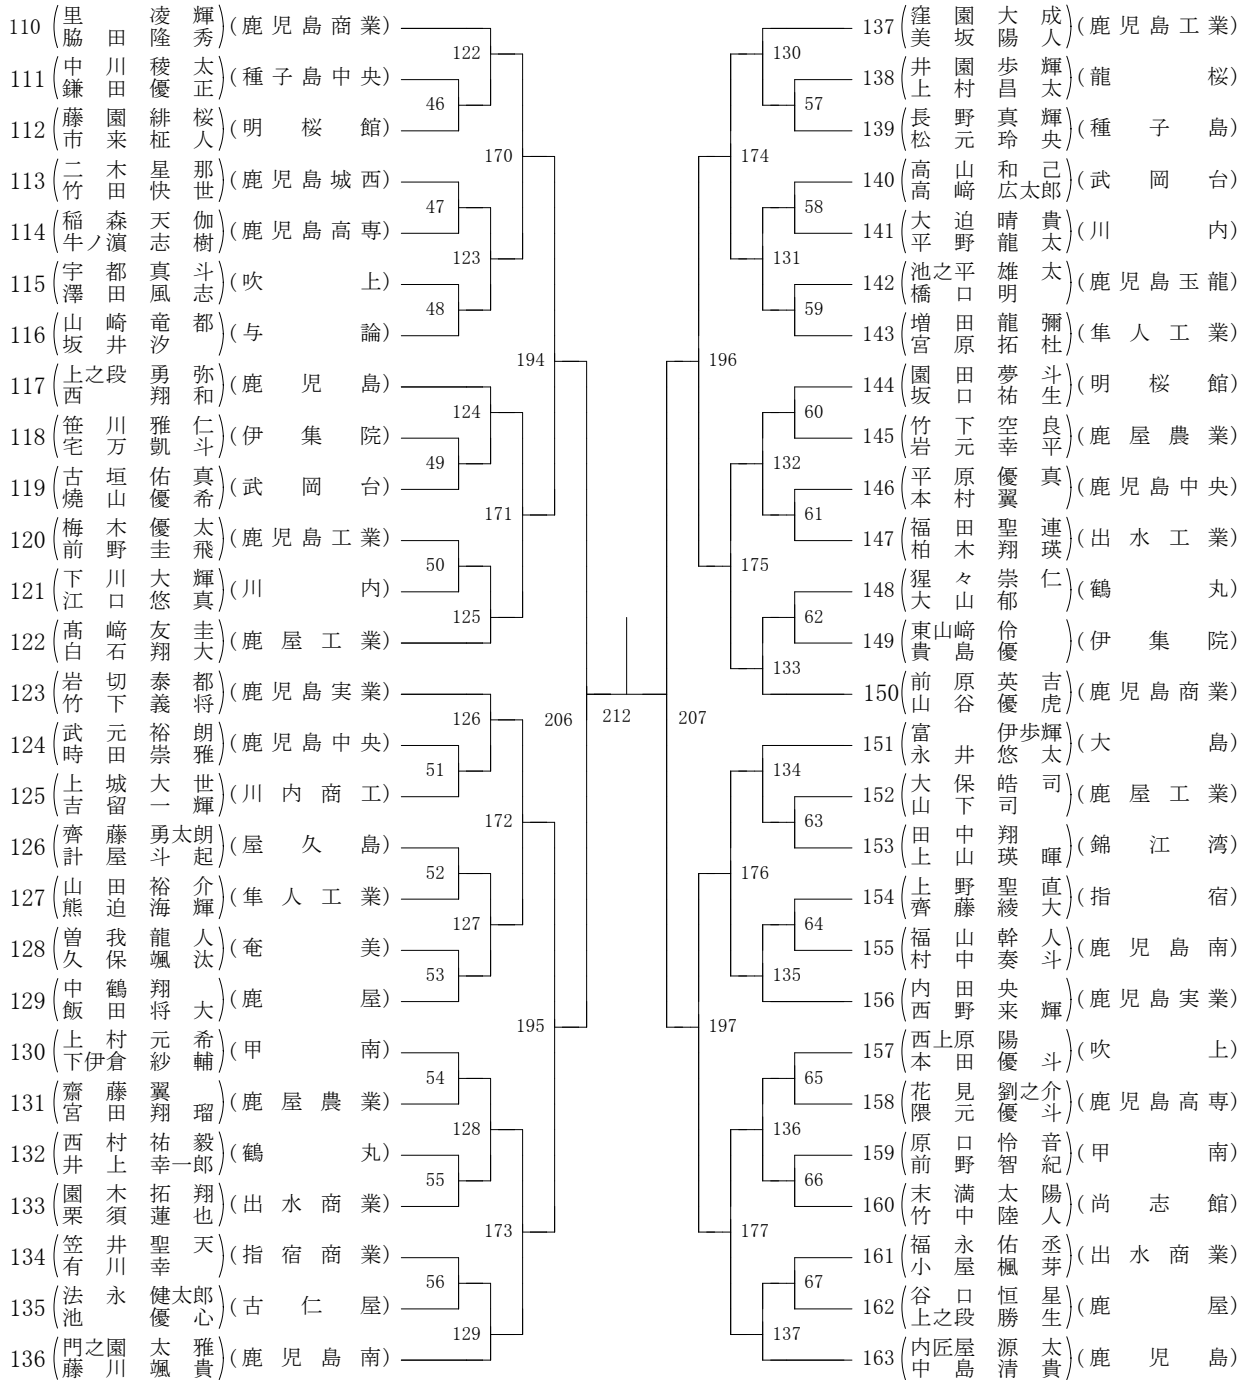 110 (里 凌輝 / 脇田隆秀) (鹿児島商業)
111 (中川稜太 / 鎌田優正) (種子島中央)
112 (藤園緋桜 / 市来柾人) (明桜館)
113 (二木星那 / 竹田快世) (鹿児島城西)
114 (稲森天伽 / 牛ノ濵志樹) (鹿児島高専)
115 (宇都真斗 / 澤田風志) (吹上)
116 (山崎竜都 / 坂井汐) (与論)
117 (上之段勇弥 / 西 翔和) (鹿児島)
118 (笹川雅仁 / 宅万凱斗) (伊集院)
119 (古垣佑真 / 燒山優希) (武岡台)
120 (梅木優太 / 前野圭飛) (鹿児島工業)
121 (下川大輝 / 江口悠真) (川内)
122 (髙﨑友圭 / 白石翔大) (鹿屋工業)
123 (岩切泰都 / 竹下義将) (鹿児島実業)
124 (武元裕朗 / 時田崇雅) (鹿児島中央)
125 (上城大世 / 吉留一輝) (川内商工)
126 (齊藤勇太朗 / 計屋斗起) (屋久島)
127 (山田裕介 / 熊迫海輝) (隼人工業)
128 (曽我龍人 / 久保颯汰) (奄美)
129 (中鶴翔 / 飯田将大) (鹿屋)
130 (上村元希 / 下伊倉紗輔) (甲南)
131 (齋藤翼 / 宮田翔瑠) (鹿屋農業)
132 (西村祐毅 / 井上幸一郎) (鶴丸)
133 (園木拓翔 / 栗須蓮也) (出水商業)
134 (笠井聖天 / 有川幸) (指宿商業)
135 (法永健太郎 / 池 優心) (古仁屋)
136 (門之園太雅 / 藤川颯貴) (鹿児島南)
122
46
170
47
123
48
194
124
49
171
50
125
126
206
51
172
52
127
53
195
54
128
55
173
56
129
212
137 (窪園大成 / 美坂陽人) (鹿児島工業)
138 (井園歩輝 / 上村昌太) (龍桜)
139 (長野真輝 / 松元玲央) (種子島)
140 (高山和己 / 高﨑広太郎) (武岡台)
141 (大迫晴貴 / 平野龍太) (川内)
142 (池之平雄太 / 橋口明) (鹿児島玉龍)
143 (増田龍彌 / 宮原拓杜) (隼人工業)
144 (園田夢斗 / 坂口祐生) (明桜館)
145 (竹下空良 / 岩元幸平) (鹿屋農業)
146 (平原優真 / 本村翼) (鹿児島中央)
147 (福田聖連 / 柏木翔瑛) (出水工業)
148 (猩々崇仁 / 大山郁) (鶴丸)
149 (東山﨑伶 / 貴島優) (伊集院)
150 (前原英吉 / 山谷優虎) (鹿児島商業)
151 (富 伊歩輝 / 永井悠太) (大島)
152 (大保皓司 / 山下司) (鹿屋工業)
153 (田中翔 / 上山瑛暉) (錦江湾)
154 (上野聖直 / 齊藤綾大) (指宿)
155 (福山幹人 / 村中奏斗) (鹿児島南)
156 (内田央 / 西野来輝) (鹿児島実業)
157 (西上原陽 / 本田優斗) (吹上)
158 (花見劉之介 / 隈元優斗) (鹿児島高専)
159 (原口怜音 / 前野智紀) (甲南)
160 (末満太陽 / 竹中陸人) (尚志館)
161 (福永佑丞 / 小屋楓芽) (出水商業)
162 (谷口恒星 / 上之段勝生) (鹿屋)
163 (内匠屋源太 / 中島清貴) (鹿児島)
130
57
174
58
131
59
196
60
132
61
175
62
133
207
134
63
176
64
135
197
65
136
66
177
67
137